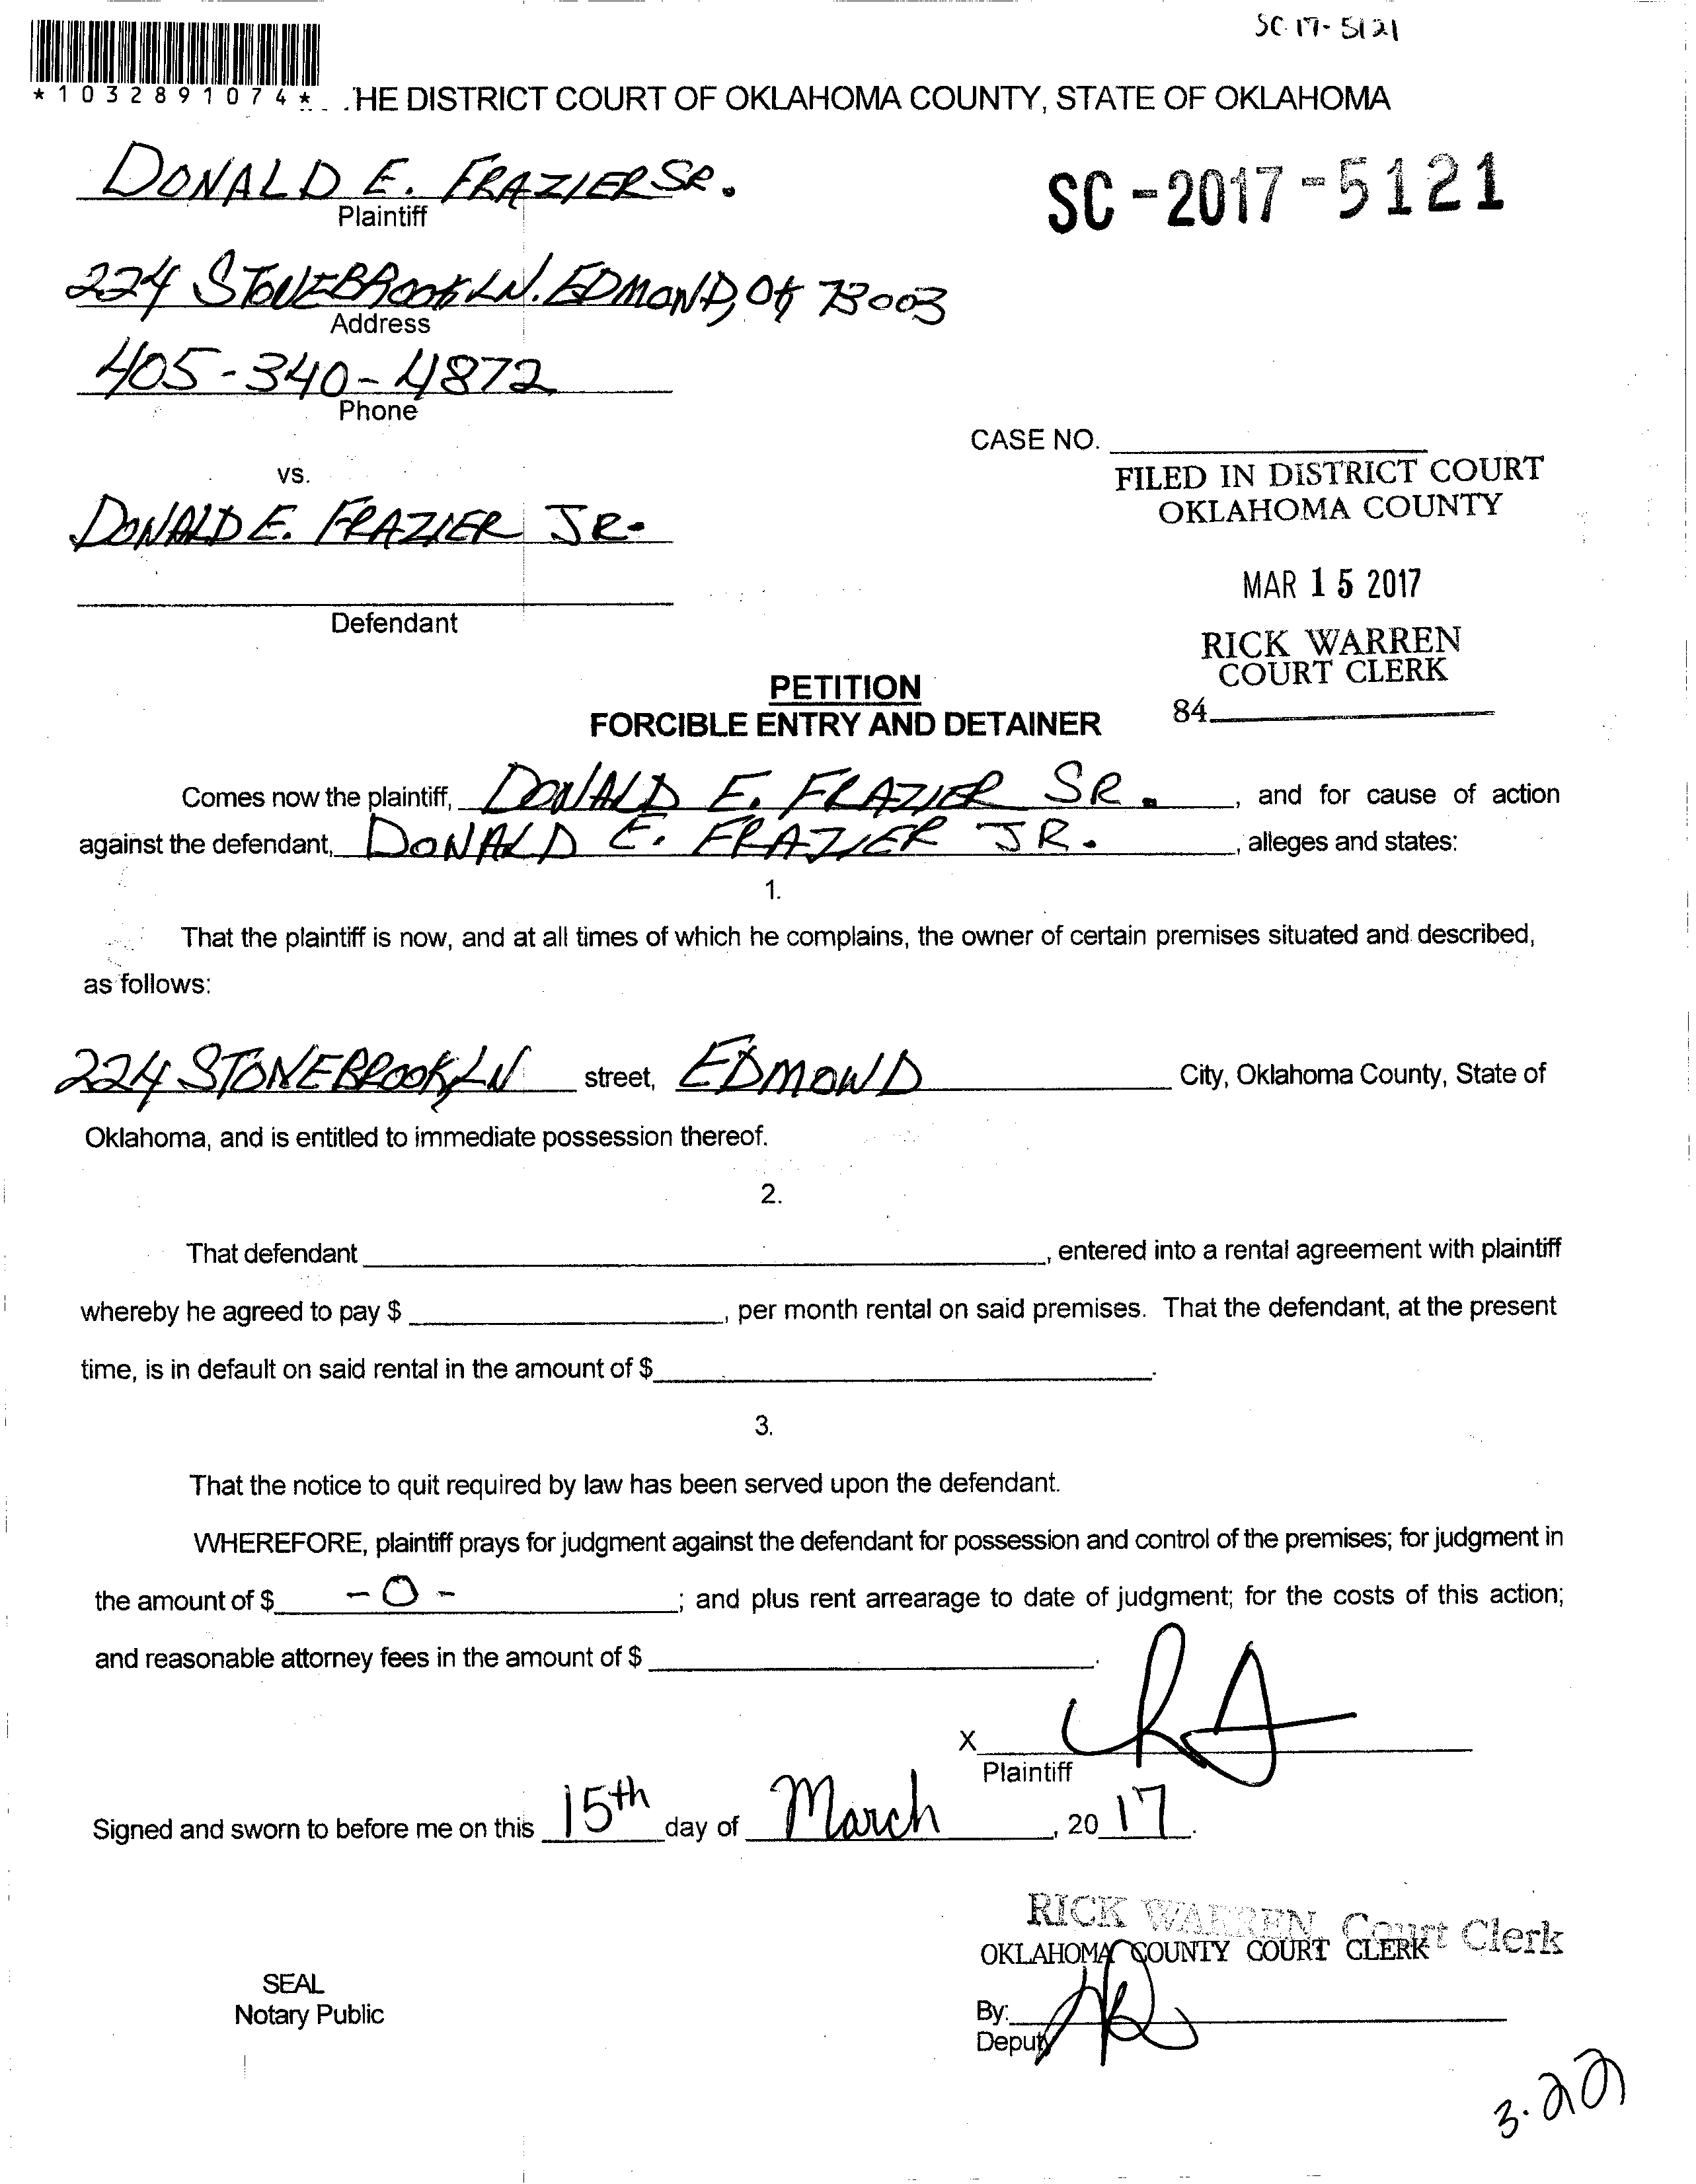 SC-17-5121
*1032891074* HE DISTRICT COURT OF OKLAHOMA COUNTY, STATE OF OKLAHOMA
DONALD E. FRAZIER SR.
Plaintiff
SC-2017-5121
224 STONEBROOK LN. EDMOND, OK 73003
Address
405-340-4872
Phone
CASE NO.
vs.
FILED IN DISTRICT COURT
OKLAHOMA COUNTY
DONALD E. FRAZIER JR.
MAR 15 2017
Defendant
RICK WARREN
COURT CLERK
84
PETITION
FORCIBLE ENTRY AND DETAINER
Comes now the plaintiff, DONALD E. FRAZIER SR., and for cause of action
against the defendant, DONALD E. FRAZIER JR., alleges and states:
1.
That the plaintiff is now, and at all times of which he complains, the owner of certain premises situated and described,
as follows:
224 STONEBROOK LN street, EDMOND City, Oklahoma County, State of
Oklahoma, and is entitled to immediate possession thereof.
2.
That defendant , entered into a rental agreement with plaintiff
whereby he agreed to pay $ , per month rental on said premises. That the defendant, at the present
time, is in default on said rental in the amount of $ .
3.
That the notice to quit required by law has been served upon the defendant.
WHEREFORE, plaintiff prays for judgment against the defendant for possession and control of the premises; for judgment in
the amount of $ -0- ; and plus rent arrearage to date of judgment; for the costs of this action;
and reasonable attorney fees in the amount of $ .
X
Plaintiff
Signed and sworn to before me on this 15th day of March, 2017.
RICK WARREN, Court Clerk
OKLAHOMA COUNTY COURT CLERK
SEAL
Notary Public
By:
Deputy
3.22